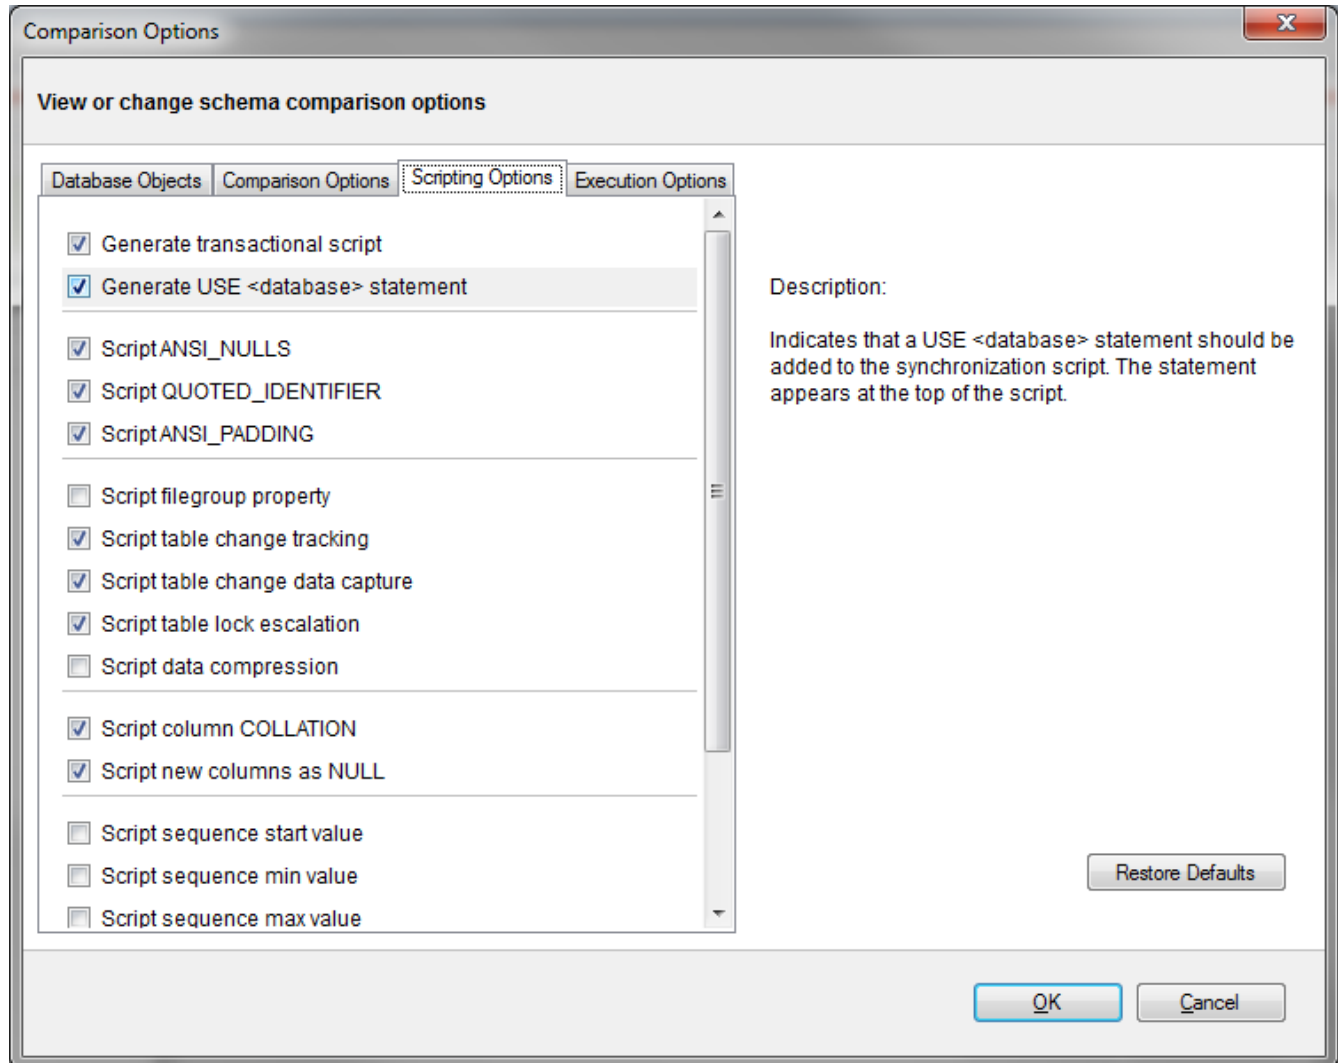 Comparison Options
View or change schema comparison options
Database Objects
Comparison Options
Scripting Options
Execution Options
Generate transactional script
Generate USE <database> statement
Script ANSI_NULLS
Script QUOTED_IDENTIFIER
Script ANSI_PADDING
Script filegroup property
Script table change tracking
Script table change data capture
Script table lock escalation
Script data compression
Script column COLLATION
Script new columns as NULL
Script sequence start value
Script sequence min value
Script sequence max value
Description:
Indicates that a USE <database> statement should be
added to the synchronization script. The statement
appears at the top of the script.
Restore Defaults
OK
Cancel